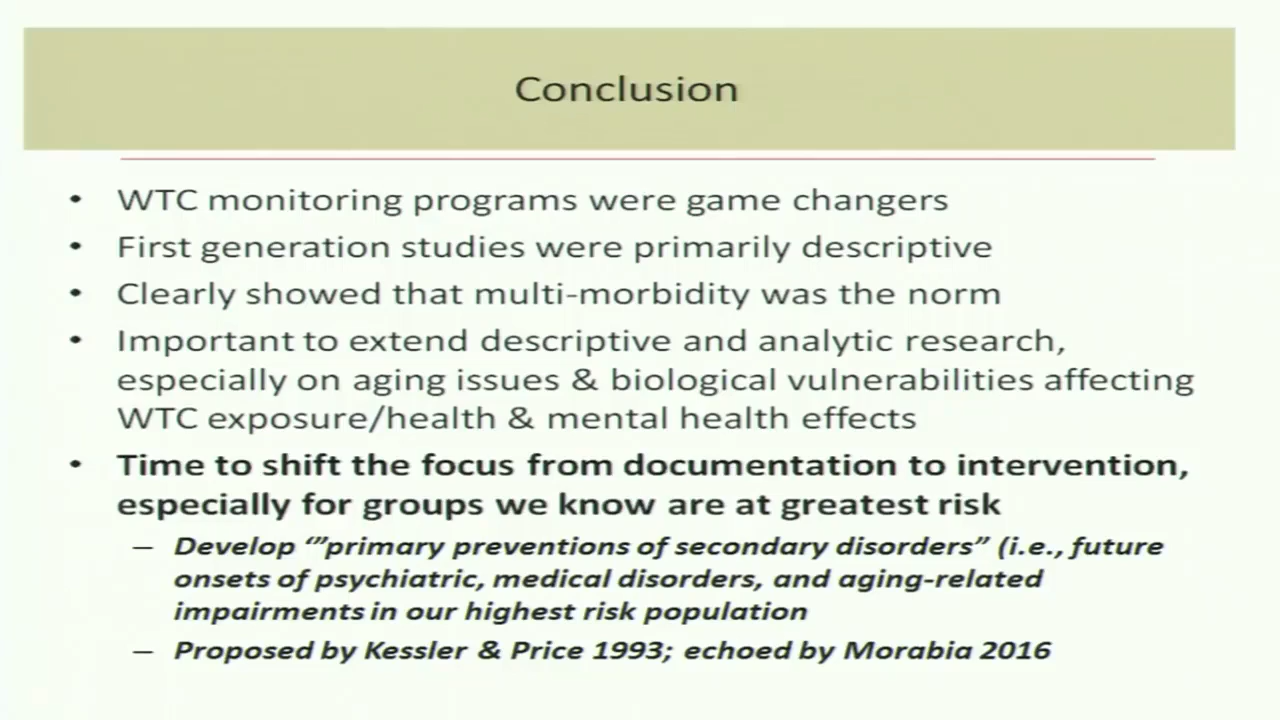 Conclusion
• WTC monitoring programs were game changers
• First generation studies were primarily descriptive
• Clearly showed that multi-morbidity was the norm
• Important to extend descriptive and analytic research,
especially on aging issues & biological vulnerabilities affecting
WTC exposure/health & mental health effects
• Time to shift the focus from documentation to intervention,
especially for groups we know are at greatest risk
– Develop “”primary preventions of secondary disorders” (i.e., future
onsets of psychiatric, medical disorders, and aging-related
impairments in our highest risk population
– Proposed by Kessler & Price 1993; echoed by Morabia 2016